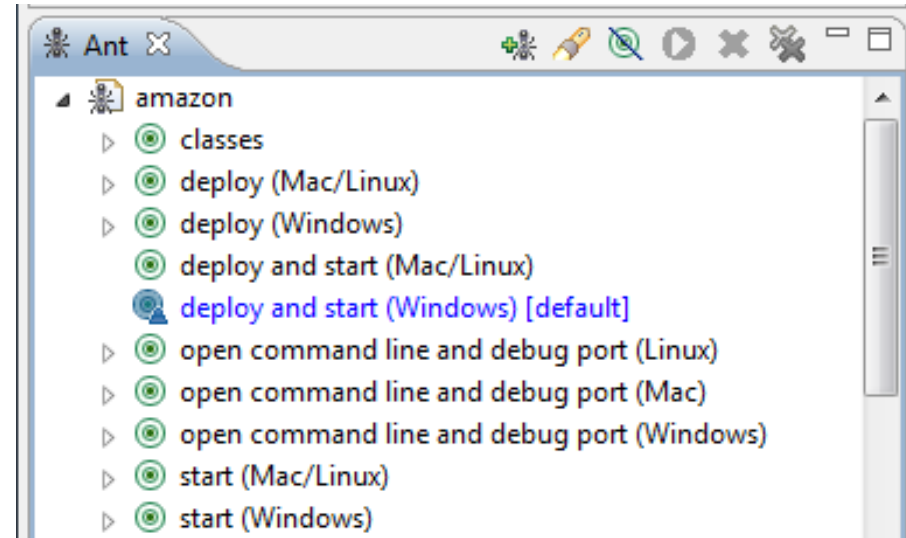 Ant
amazon
classes
deploy (Mac/Linux)
deploy (Windows)
deploy and start (Mac/Linux)
deploy and start (Windows) [default]
open command line and debug port (Linux)
open command line and debug port (Mac)
open command line and debug port (Windows)
start (Mac/Linux)
start (Windows)